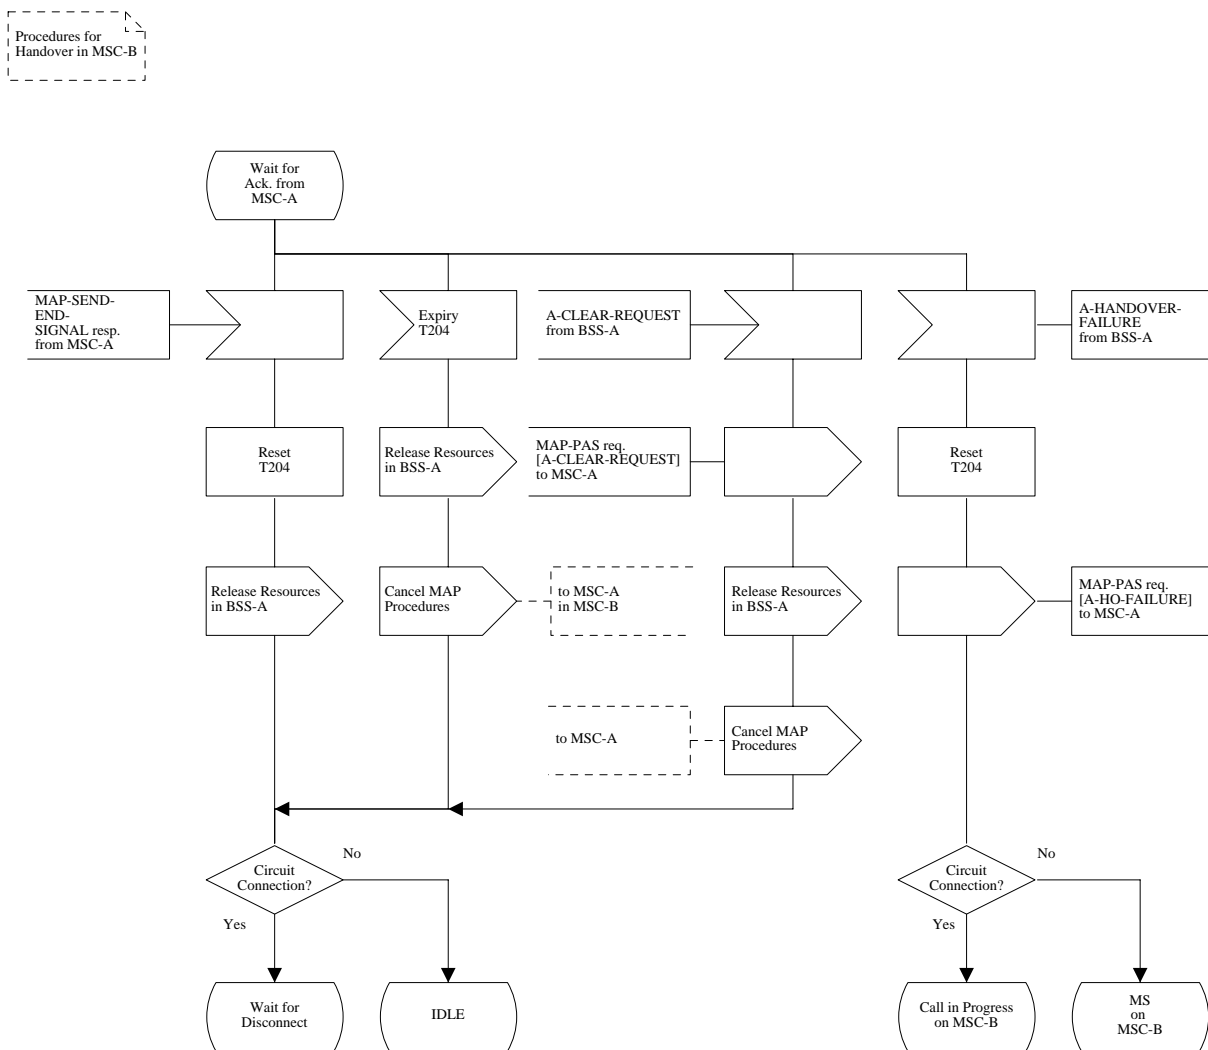 Procedures for
Handover in MSC-B
Wait for
Ack. from
MSC-A
MAP-SEND-
END-
SIGNAL resp.
from MSC-A
Expiry
T204
A-CLEAR-REQUEST
from BSS-A
A-HANDOVER-
FAILURE
from BSS-A
Reset
T204
Release Resources
in BSS-A
MAP-PAS req.
[A-CLEAR-REQUEST]
to MSC-A
Reset
T204
Release Resources
in BSS-A
Cancel MAP
Procedures
to MSC-A
in MSC-B
Release Resources
in BSS-A
MAP-PAS req.
[A-HO-FAILURE]
to MSC-A
to MSC-A
Cancel MAP
Procedures
Circuit
Connection?
No
Yes
Circuit
Connection?
No
Yes
Wait for
Disconnect
IDLE
Call in Progress
on MSC-B
MS
on
MSC-B